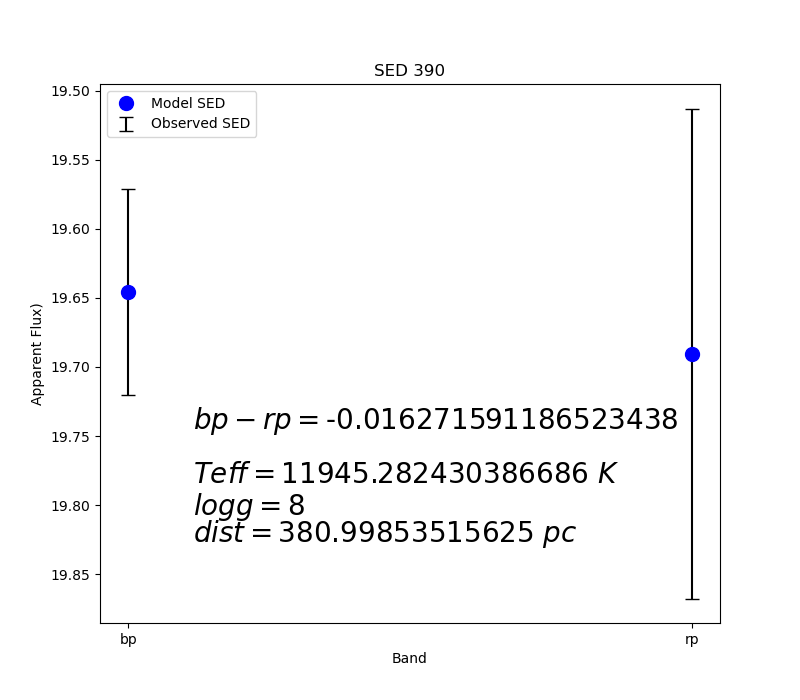 SED 390
Model SED
Observed SED
19.50
19.55
19.60
19.65
19.70
19.75
19.80
19.85
Apparent Flux)
bp − rp = -0.016271591186523438
Teff = 11945.282430386686 K
logg = 8
dist = 380.99853515625 pc
bp
rp
Band